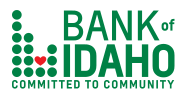 BANK of
IDAHO
COMMITTED TO COMMUNITY